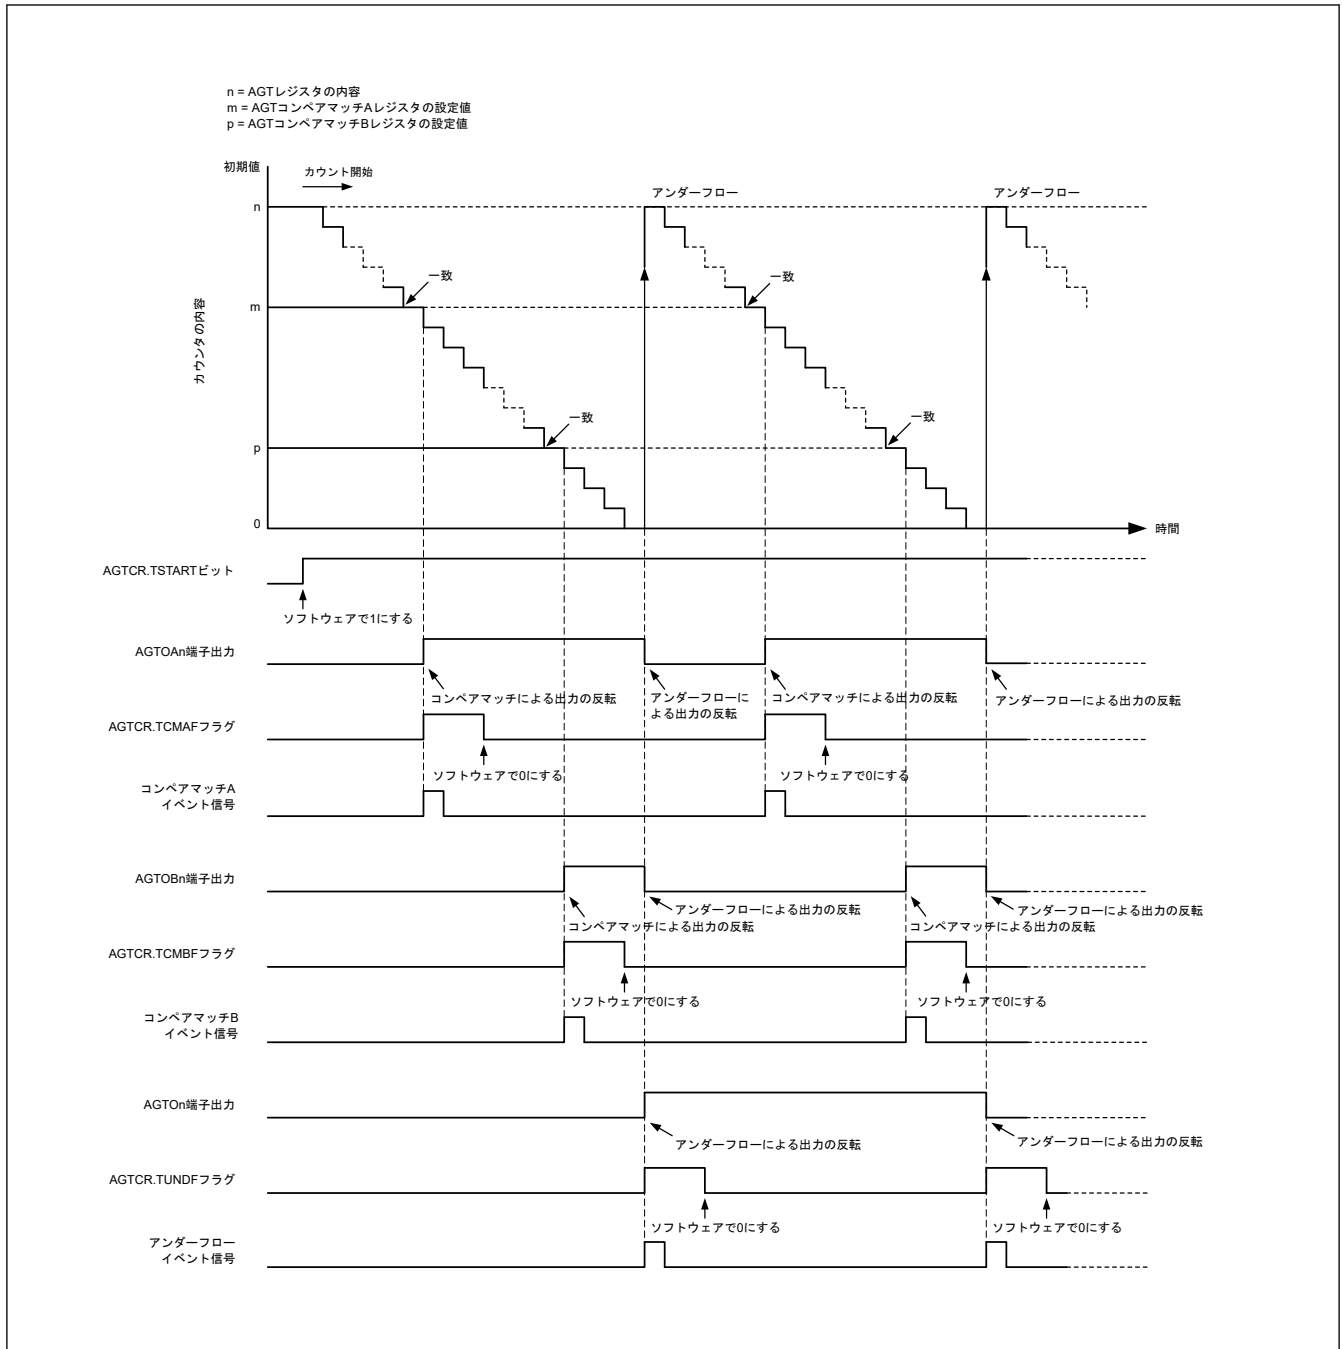 n = AGTレジスタの内容
m = AGTコンペアマッチAレジスタの設定値
p = AGTコンペアマッチBレジスタの設定値
初期値
カウント開始
アンダーフロー
アンダーフロー
n
一致
一致
m
カウンタの内容
一致
一致
p
0
時間
AGTCR.TSTARTビット
ソフトウェアで1にする
AGTOAn端子出力
コンペアマッチによる出力の反転
アンダーフローに
よる出力の反転
コンペアマッチによる出力の反転
アンダーフローによる出力の反転
AGTCR.TCMAFフラグ
ソフトウェアで0にする
ソフトウェアで0にする
コンペアマッチA
イベント信号
AGTOBn端子出力
アンダーフローによる出力の反転
アンダーフローによる出力の反転
コンペアマッチによる出力の反転
コンペアマッチによる出力の反転
AGTCR.TCMBFフラグ
ソフトウェアで0にする
ソフトウェアで0にする
コンペアマッチB
イベント信号
AGTOn端子出力
アンダーフローによる出力の反転
アンダーフローによる出力の反転
AGTCR.TUNDFフラグ
ソフトウェアで0にする
ソフトウェアで0にする
アンダーフロー
イベント信号